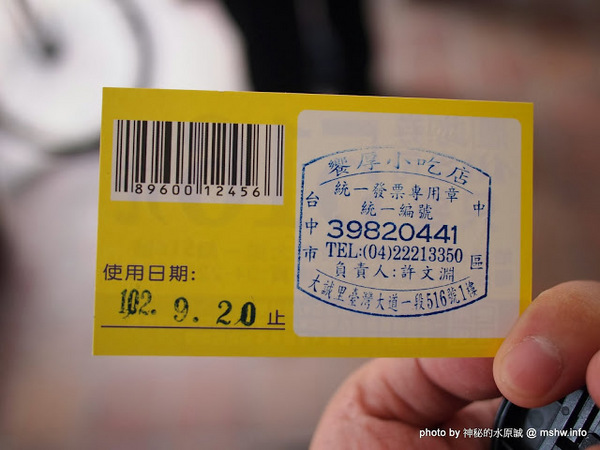 89600 12456
使用日期:
102. 9. 20 止
饗厚小吃店
統一發票專用章
統一編號
39820441
TEL:(04)22213350
負責人:許文淵
台中市
中區
大誠里臺灣大道一段516號1樓
photo by 神秘的水原誠 @ mshw.info